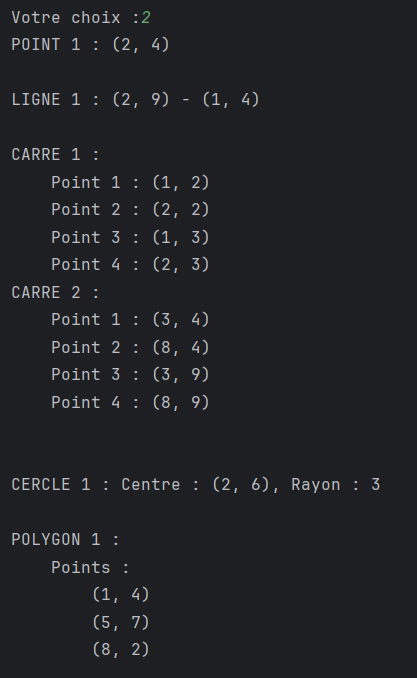 Votre choix :2
POINT 1 : (2, 4)
LIGNE 1 : (2, 9) - (1, 4)
CARRE 1 :
Point 1 : (1, 2)
Point 2 : (2, 2)
Point 3 : (1, 3)
Point 4 : (2, 3)
CARRE 2 :
Point 1 : (3, 4)
Point 2 : (8, 4)
Point 3 : (3, 9)
Point 4 : (8, 9)
CERCLE 1 : Centre : (2, 6), Rayon : 3
POLYGON 1 :
Points :
(1, 4)
(5, 7)
(8, 2)